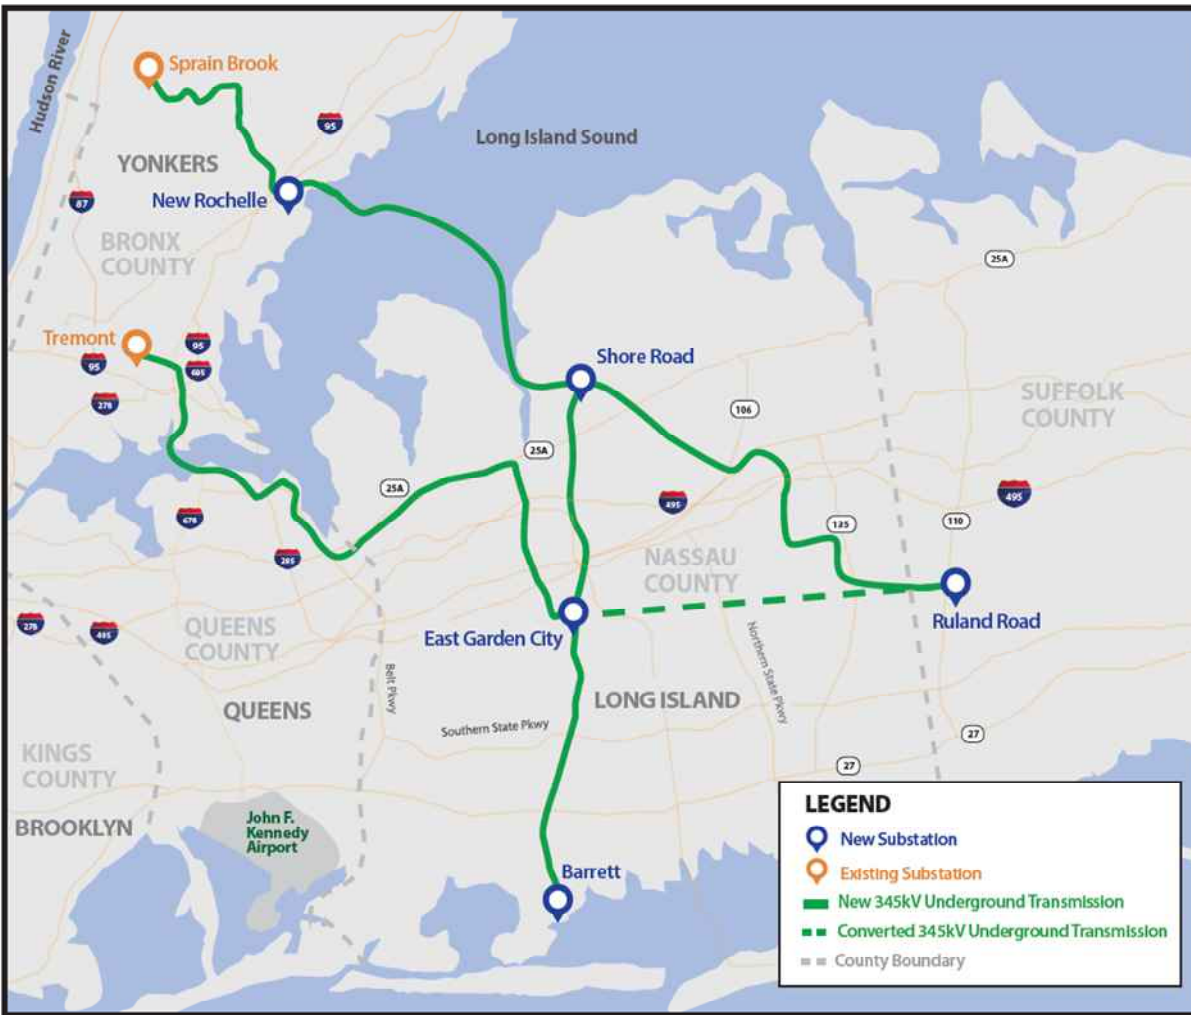 Hudson River
Sprain Brook
95
Long Island Sound
YONKERS
New Rochelle
87
BRONX
COUNTY
25A
Tremont
95
95
695
278
Shore Road
106
SUFFOLK
COUNTY
25A
25A
495
495
678
135
110
295
NASSAU
COUNTY
278
495
QUEENS
COUNTY
East Garden City
Ruland Road
Belt Pkwy
Northern State Pkwy
QUEENS
LONG ISLAND
Southern State Pkwy
27
27
KINGS
COUNTY
BROOKLYN
John F.
Kennedy
Airport
Barrett
LEGEND
New Substation
Existing Substation
New 345kV Underground Transmission
Converted 345kV Underground Transmission
County Boundary